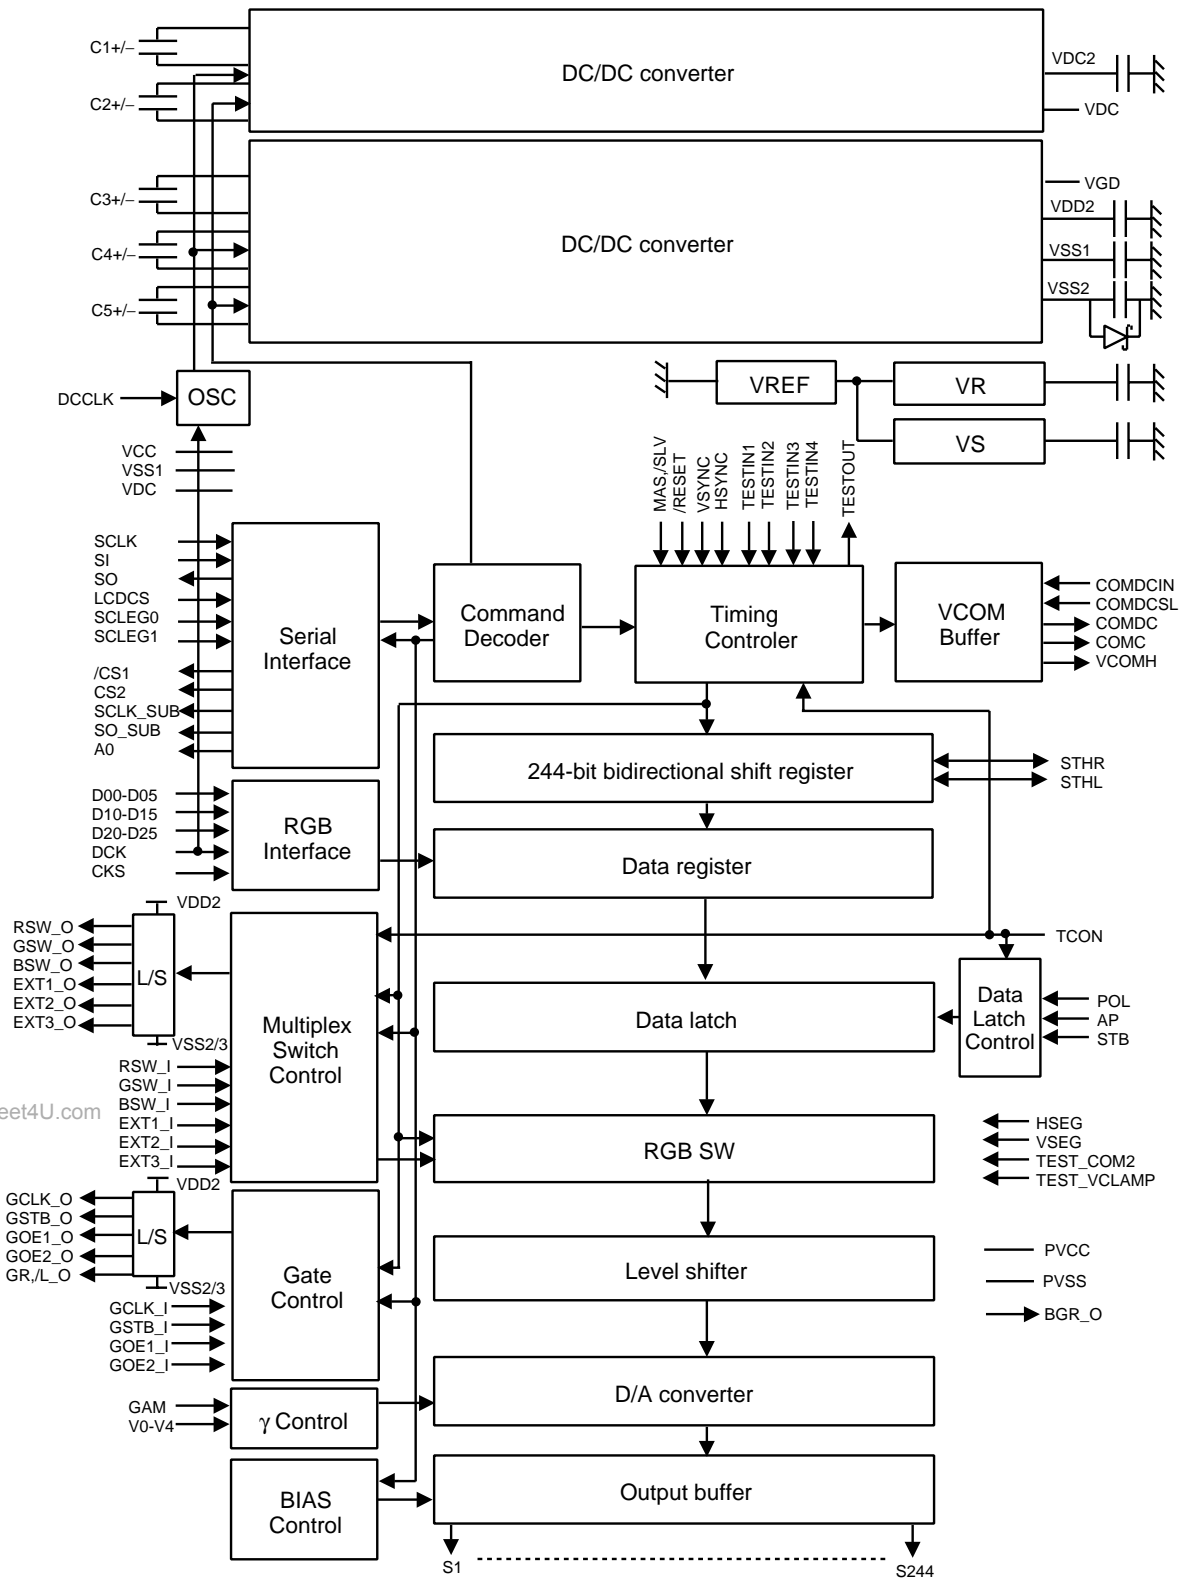 C1+/–
DC/DC converter
VDC2
C2+/–
VDC
C3+/–
VGD
VDD2
C4+/–
DC/DC converter
VSS1
C5+/–
VSS2
DCCLK
OSC
VREF
VR
VS
VCC
VSS1
VDC
MAS,/SLV
/RESET
VSYNC
HSYNC
TESTIN1
TESTIN2
TESTIN3
TESTIN4
TESTOUT
SCLK
SI
SO
LCDCS
SCLEG0
SCLEG1
/CS1
CS2
SCLK_SUB
SO_SUB
A0
Serial
Interface
Command
Decoder
Timing
Controler
VCOM
Buffer
COMDCIN
COMDCSL
COMDC
COMC
VCOMH
244-bit bidirectional shift register
STHR
STHL
D00-D05
D10-D15
D20-D25
DCK
CKS
RGB
Interface
Data register
VDD2
RSW_O
GSW_O
BSW_O
EXT1_O
EXT2_O
EXT3_O
L/S
VSS2/3
RSW_I
GSW_I
BSW_I
EXT1_I
EXT2_I
EXT3_I
Multiplex
Switch
Control
TCON
Data latch
Data
Latch
Control
POL
AP
STB
eet4U.com
RGB SW
HSEG
VSEG
TEST_COM2
TEST_VCLAMP
VDD2
GCLK_O
GSTB_O
GOE1_O
GOE2_O
GR,/L_O
L/S
VSS2/3
GCLK_I
GSTB_I
GOE1_I
GOE2_I
Gate
Control
Level shifter
PVCC
PVSS
BGR_O
GAM
V0-V4
γ Control
D/A converter
BIAS
Control
Output buffer
S1
S244